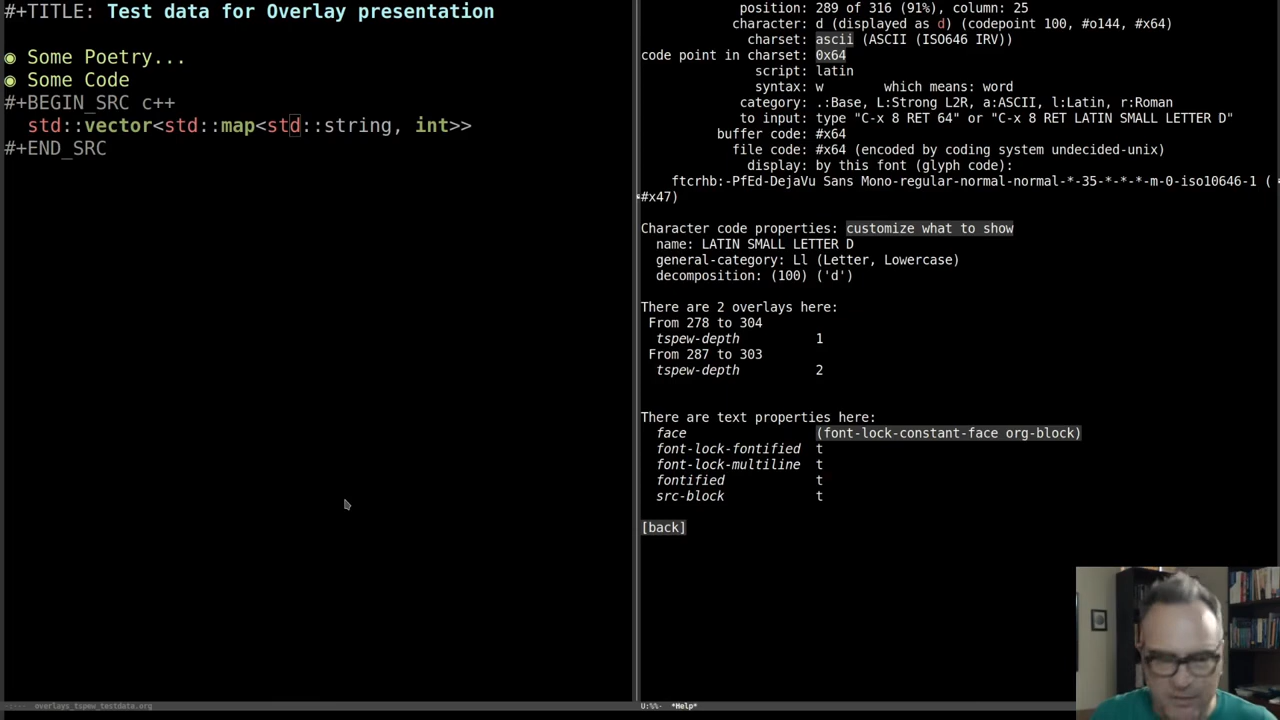 #+TITLE: Test data for Overlay presentation
◉ Some Poetry...
◉ Some Code
#+BEGIN_SRC c++
  std::vector<std::map<std::string, int>>
#+END_SRC
overlays_tspew_testdata.org
position: 289 of 316 (91%), column: 25
character: d (displayed as d) (codepoint 100, #o144, #x64)
charset: ascii (ASCII (ISO646 IRV))
code point in charset: 0x64
script: latin
syntax: w        which means: word
category: .:Base, L:Strong L2R, a:ASCII, l:Latin, r:Roman
to input: type "C-x 8 RET 64" or "C-x 8 RET LATIN SMALL LETTER D"
buffer code: #x64
file code: #x64 (encoded by coding system undecided-unix)
display: by this font (glyph code):
ftcrhb:-PfEd-DejaVu Sans Mono-regular-normal-normal-*-35-*-*-*-m-0-iso10646-1 (
#x47)
Character code properties: customize what to show
name: LATIN SMALL LETTER D
general-category: Ll (Letter, Lowercase)
decomposition: (100) ('d')
There are 2 overlays here:
From 278 to 304
tspew-depth          1
From 287 to 303
tspew-depth          2
There are text properties here:
face                 (font-lock-constant-face org-block)
font-lock-fontified  t
font-lock-multiline  t
fontified            t
src-block            t
[back]
U:%%-  *Help*